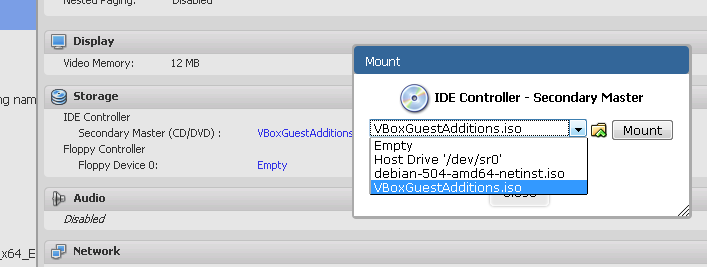 Nested Paging: Disabled
Display
Video Memory: 12 MB
Storage
IDE Controller
Secondary Master (CD/DVD) : VBoxGuestAdditions
Floppy Controller
Floppy Device 0: Empty
Audio
Disabled
Network
ng nam
_x64_E
Mount
IDE Controller - Secondary Master
VBoxGuestAdditions.iso
Mount
Empty
Host Drive '/dev/sr0'
debian-504-amd64-netinst.iso
VBoxGuestAdditions.iso